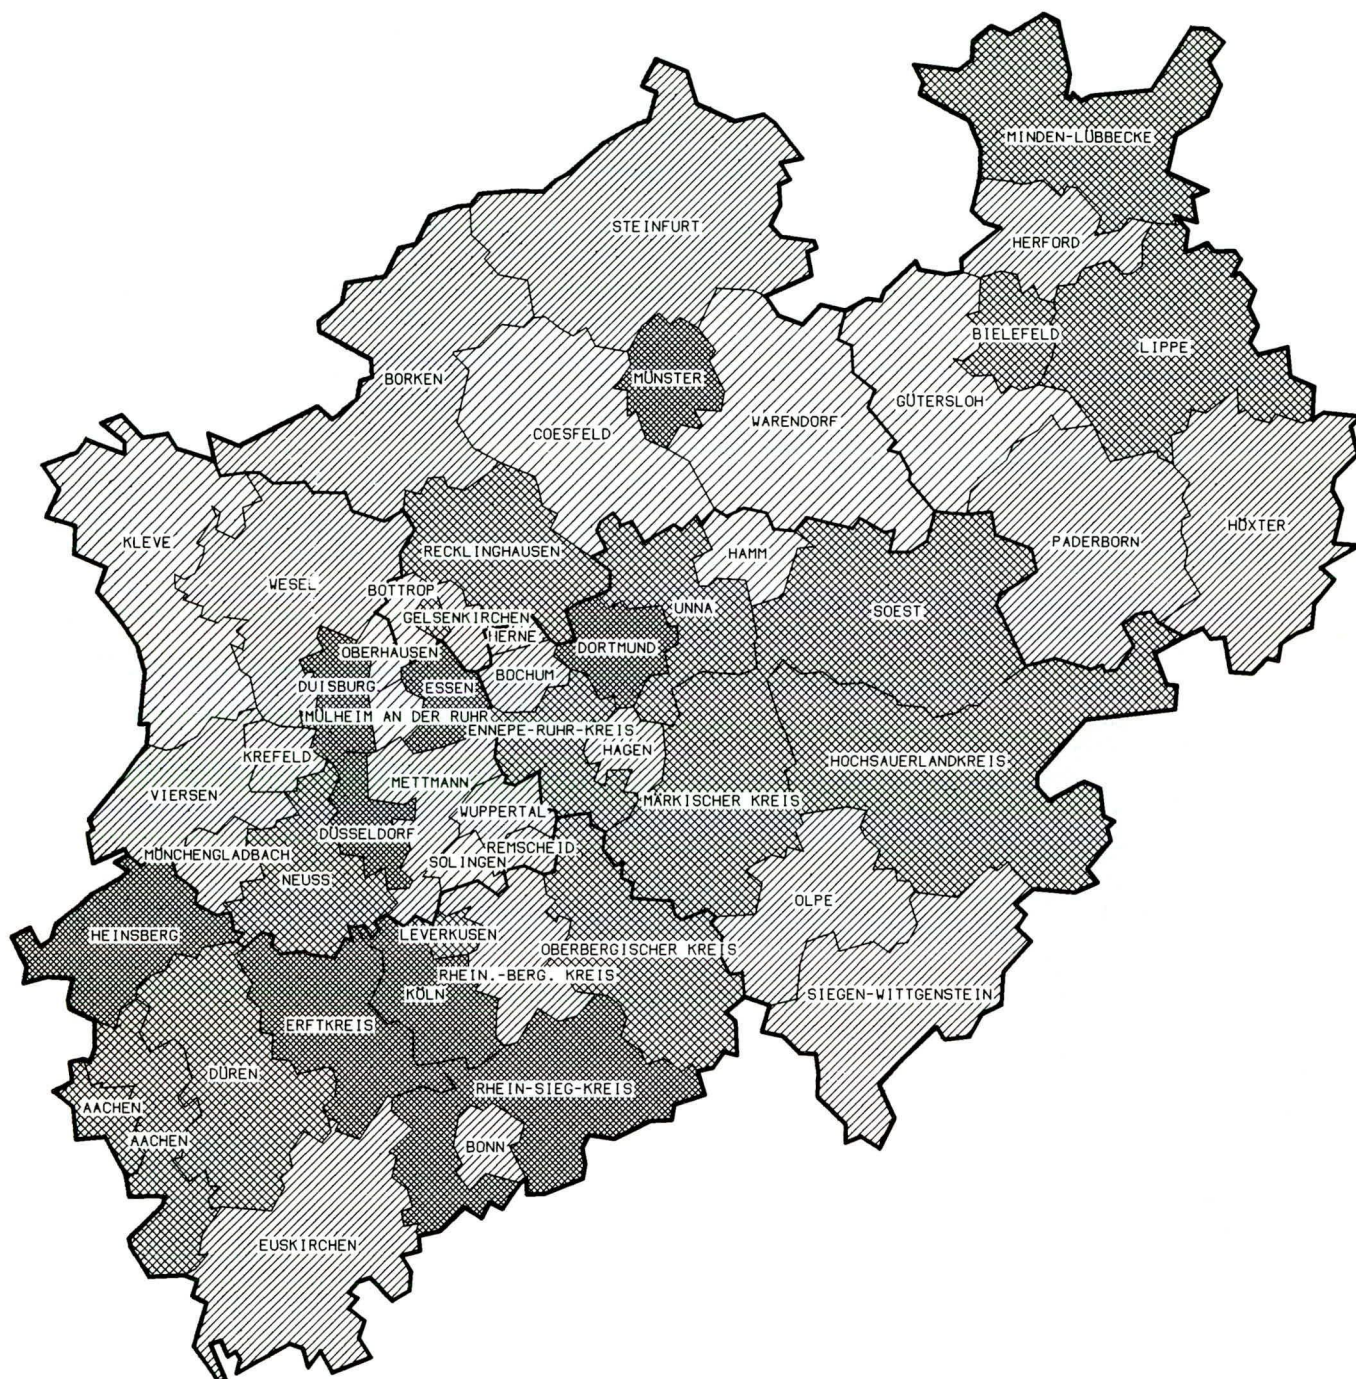 MINDEN-LÜBBECKE
STEINFURT
HERFORD
BIELEFELD
LIPPE
BORKEN
MÜNSTER
GÜTERSLOH
WARENDORF
COESFELD
HÖXTER
KLEVE
PADERBORN
RECKLINGHAUSEN
HAMM
WESEL
BOTTROP
UNNA
SOEST
GELSENKIRCHEN
HERNE
OBERHAUSEN
DORTMUND
BOCHUM
DUISBURG
ESSEN
MÜLHEIM AN DER RUHR
ENNEPE-RUHR-KREIS
HAGEN
KREFELD
HOCHSAUERLANDKREIS
METTMANN
VIERSEN
MÄRKISCHER KREIS
WUPPERTAL
DÜSSELDORF
REMSCHEID
MÜNCHENGLADBACH
SOLINGEN
NEUSS
OLPE
HEINSBERG
LEVERKUSEN
OBERBERGISCHER KREIS
RHEIN.-BERG. KREIS
KÖLN
SIEGEN-WITTGENSTEIN
ERFTKREIS
DÜREN
RHEIN-SIEG-KREIS
AACHEN
AACHEN
BONN
EUSKIRCHEN